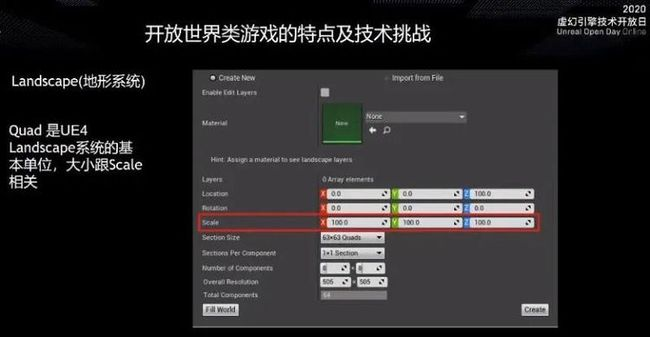 2020
虚幻引擎技术开放日
Unreal Open Day Online
开放世界类游戏的特点及技术挑战
Landscape(地形系统)
Quad 是UE4
Landscape系统的基
本单位，大小跟Scale
相关
Create New
Import from File
Enable Edit Layers
Material
None
None
Hint: Assign a material to see landscape layers
Layers
0 Array elements
Location
X 0.0
Y 0.0
Z 100.0
Rotation
X 0.0
Y 0.0
Z 0.0
Scale
X 100.0
Y 100.0
Z 100.0
Section Size
63×63 Quads
Sections Per Component
1×1 Section
Number of Components
8 × 8
Overall Resolution
505 × 505
Total Components
64
Fill World
Create